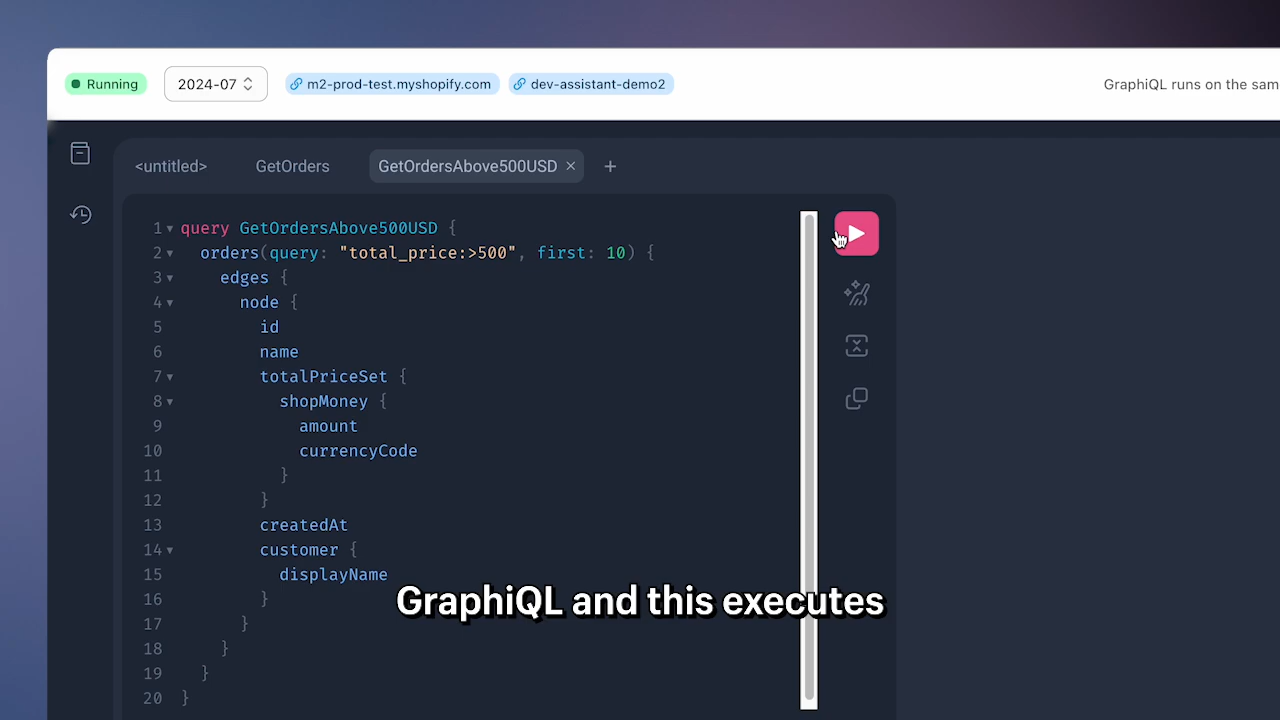 Running
2024-07
m2-prod-test.myshopify.com
dev-assistant-demo2
GraphiQL runs on the sam
<untitled>
GetOrders
GetOrdersAbove500USD
1 query GetOrdersAbove500USD {
2 orders(query: "total_price:>500", first: 10) {
3 edges {
4 node {
5 id
6 name
7 totalPriceSet {
8 shopMoney {
9 amount
10 currencyCode
11 }
12 }
13 createdAt
14 customer {
15 displayName
16 }
17 }
18 }
19 }
20 }
GraphiQL and this executes